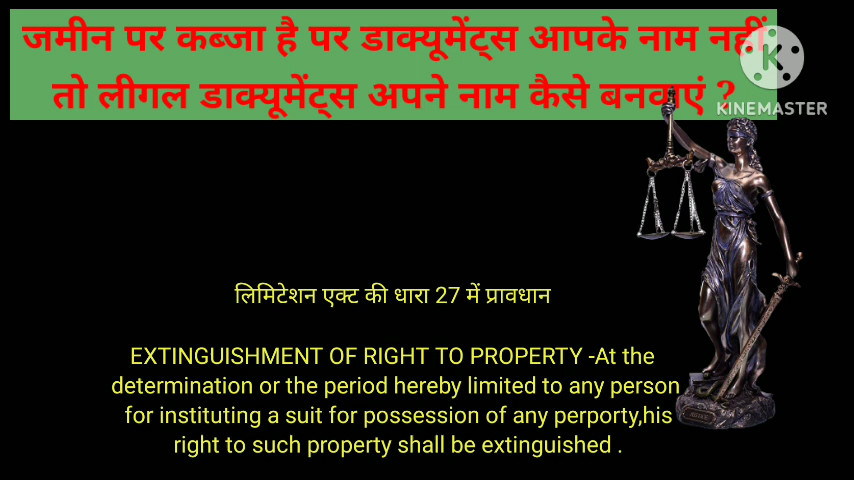 जमीन पर कब्जा है पर डाक्यूमेंट्स आपके नाम नहीं
तो लीगल डाक्यूमेंट्स अपने नाम कैसे बनवाएं ?
K
KINEMASTER
लिमिटेशन एक्ट की धारा 27 में प्रावधान
EXTINGUISHMENT OF RIGHT TO PROPERTY -At the
determination or the period hereby limited to any person
for instituting a suit for possession of any perporty,his
right to such property shall be extinguished .